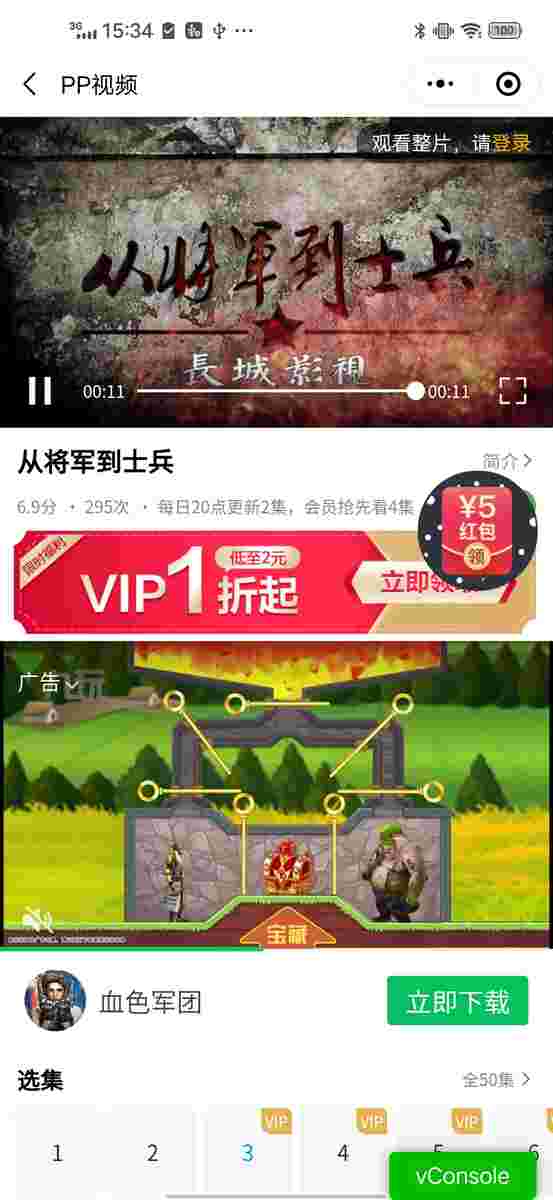 3G 15:34 100
PP视频
观看整片，请登录
从将軍到士兵
長城影視
00:11 00:11
从将军到士兵 简介
6.9分 · 295次 · 每日20点更新2集，会员抢先看4集
¥5
红包
领
限时福利
VIP1折起
低至2元
立即领
广告
宝藏
血色军团 立即下载
选集 全50集
VIP VIP VIP
1 2 3 4 5 6
vConsole